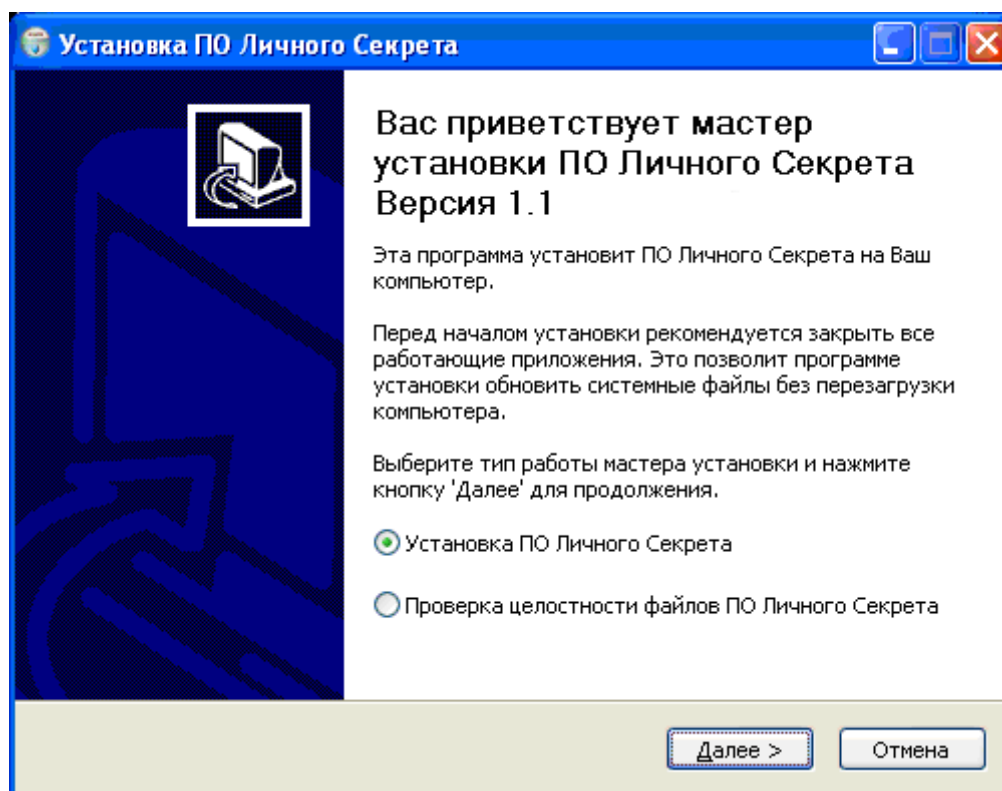 Установка ПО Личного Секрета
Вас приветствует мастер
установки ПО Личного Секрета
Версия 1.1
Эта программа установит ПО Личного Секрета на Ваш
компьютер.
Перед началом установки рекомендуется закрыть все
работающие приложения. Это позволит программе
установки обновить системные файлы без перезагрузки
компьютера.
Выберите тип работы мастера установки и нажмите
кнопку 'Далее' для продолжения.
Установка ПО Личного Секрета
Проверка целостности файлов ПО Личного Секрета
Далее >
Отмена